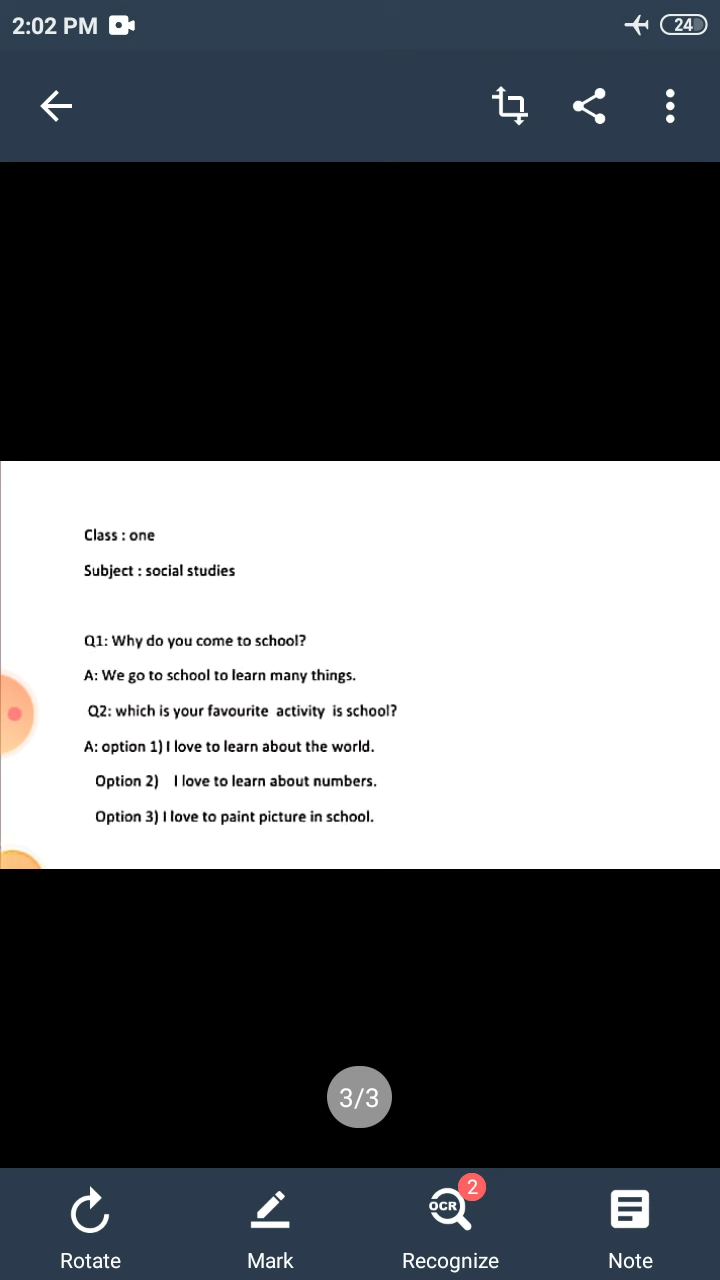 2:02 PM
24
Class : one
Subject : social studies
Q1: Why do you come to school?
A: We go to school to learn many things.
Q2: which is your favourite activity is school?
A: option 1) I love to learn about the world.
Option 2) I love to learn about numbers.
Option 3) I love to paint picture in school.
3/3
OCR 2
Rotate Mark Recognize Note